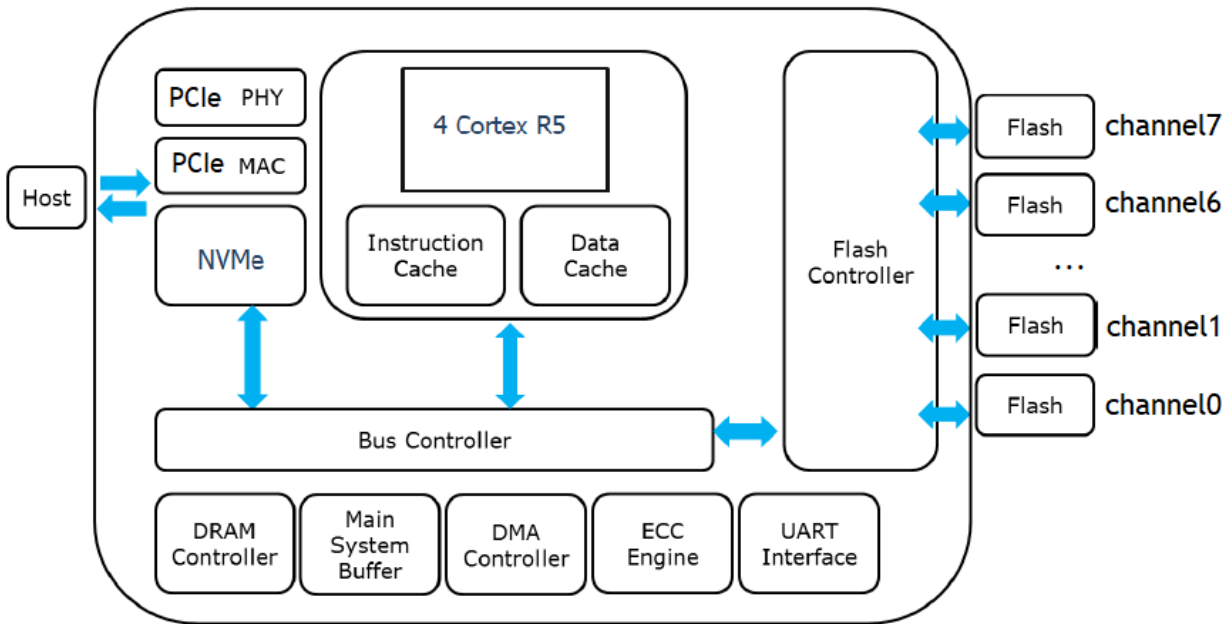 Host
PCIe PHY
PCIe MAC
NVMe
4 Cortex R5
Instruction
Cache
Data
Cache
Flash
Controller
Flash channel7
Flash channel6
...
Flash channel1
Flash channel0
Bus Controller
DRAM
Controller
Main
System
Buffer
DMA
Controller
ECC
Engine
UART
Interface